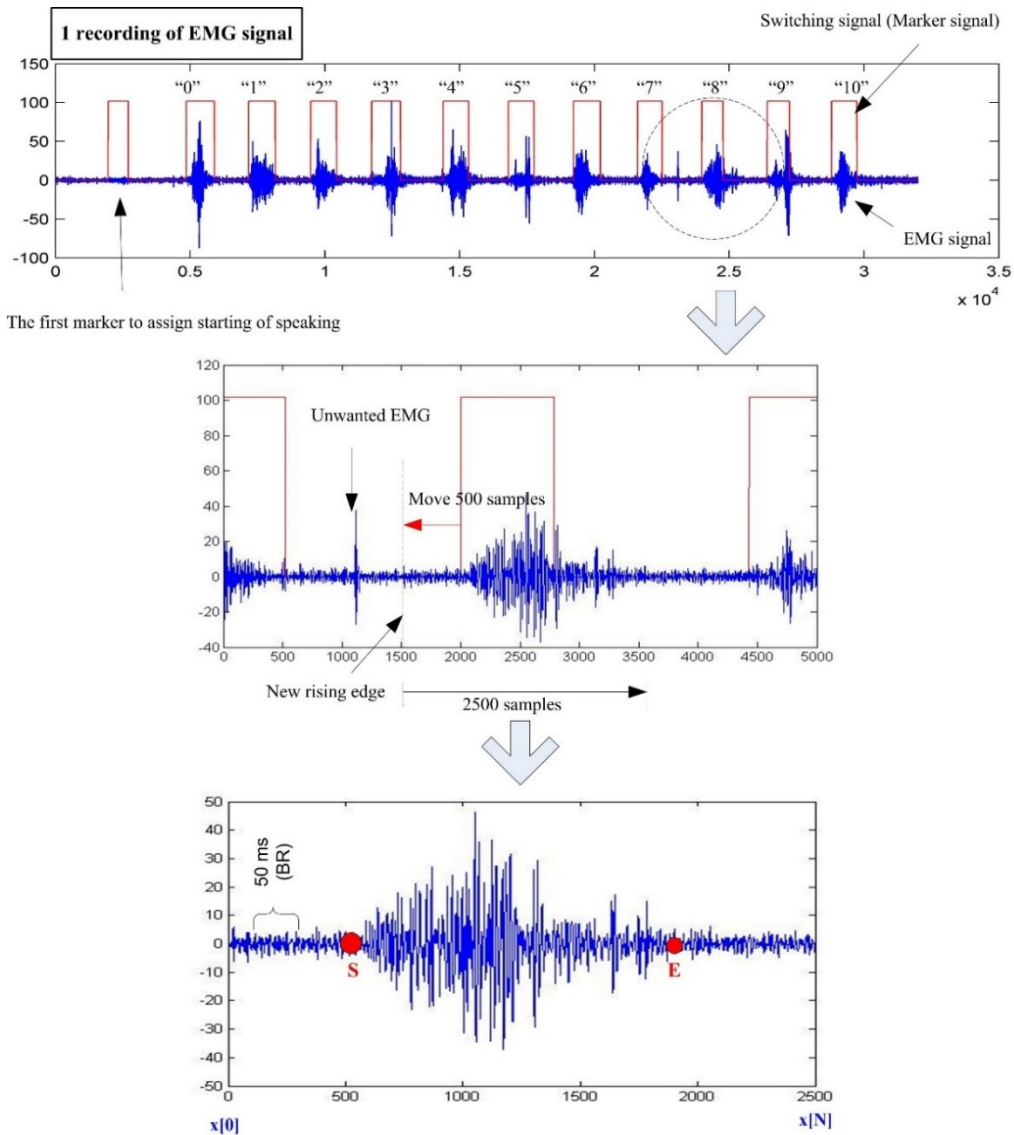 1 recording of EMG signal
Switching signal (Marker signal)
150
“0” “1” “2” “3” “4” “5” “6” “7” “8” “9” “10”
100
50
0
-50
EMG signal
-100
0 0.5 1 1.5 2 2.5 3 3.5
x 10^4
The first marker to assign starting of speaking
120
100
Unwanted EMG
80
60
Move 500 samples
40
20
0
-20
-40
0 500 1000 1500 2000 2500 3000 3500 4000 4500 5000
New rising edge
2500 samples
50
40
50 ms
(BR)
30
20
10
0
S E
-10
-20
-30
-40
-50
0 500 1000 1500 2000 2500
x[0] x[N]